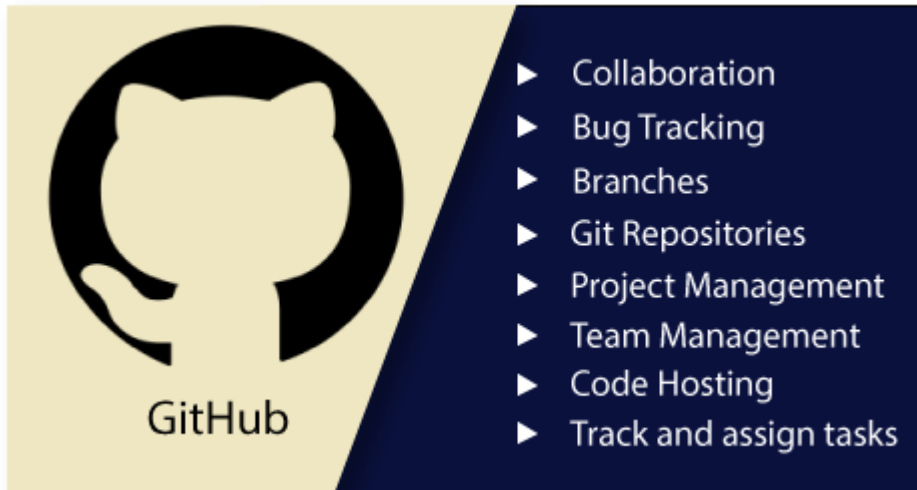 GitHub
Collaboration
Bug Tracking
Branches
Git Repositories
Project Management
Team Management
Code Hosting
Track and assign tasks